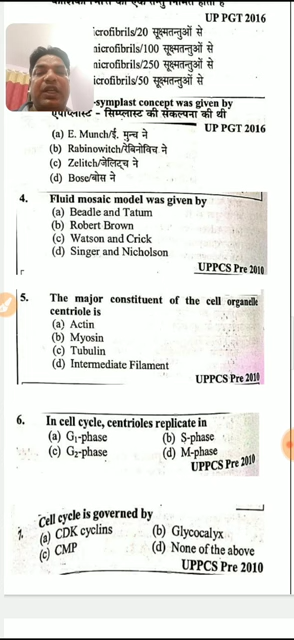 UP PGT 2016
icrofibrils/20 सूक्ष्मतन्तुओं से
nicrofibrils/100 सूक्ष्मतन्तुओं से
nicrofibrils/250 सूक्ष्मतन्तुओं से
icrofibrils/50 सूक्ष्मतन्तुओं से
-symplast concept was given by
एपोप्लास्ट - सिम्प्लास्ट की संकल्पना की थी
UP PGT 2016
(a) E. Munch/ई. मुन्च ने
(b) Rabinowitch/रेबिनोविच ने
(c) Zelitch/जेलिट्च ने
(d) Bose/बोस ने
4. Fluid mosaic model was given by
(a) Beadle and Tatum
(b) Robert Brown
(c) Watson and Crick
(d) Singer and Nicholson
UPPCS Pre 2010
5. The major constituent of the cell organelle
centriole is
(a) Actin
(b) Myosin
(c) Tubulin
(d) Intermediate Filament
UPPCS Pre 2010
6. In cell cycle, centrioles replicate in
(a) G₁-phase (b) S-phase
(c) G₂-phase (d) M-phase
UPPCS Pre 2010
7. Cell cycle is governed by
(a) CDK cyclins (b) Glycocalyx
(c) CMP (d) None of the above
UPPCS Pre 2010